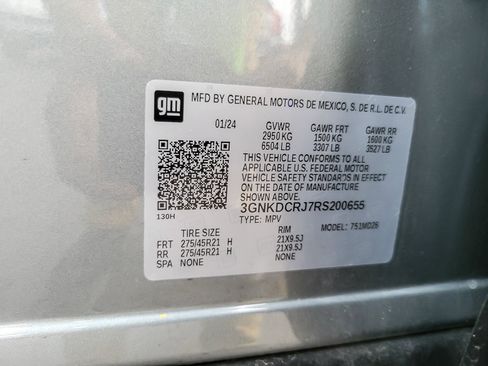 gm
MFD BY GENERAL MOTORS DE MEXICO, S. DE R.L. DE C.V.
01/24 GVWR GAWR FRT GAWR RR
2950 KG 1500 KG 1600 KG
6504 LB 3307 LB 3527 LB
THIS VEHICLE CONFORMS TO ALL
APPLICABLE U.S. FEDERAL MOTOR
VEHICLE SAFETY STANDARDS IN EFFECT
ON THE DATE OF MANUFACTURE
SHOWN ABOVE.
3GNKDCRJ7RS200655
130H TYPE: MPV MODEL: 751MD26
TIRE SIZE RIM
FRT 275/45R21 H 21X9.5J
RR 275/45R21 H 21X9.5J
SPA NONE NONE